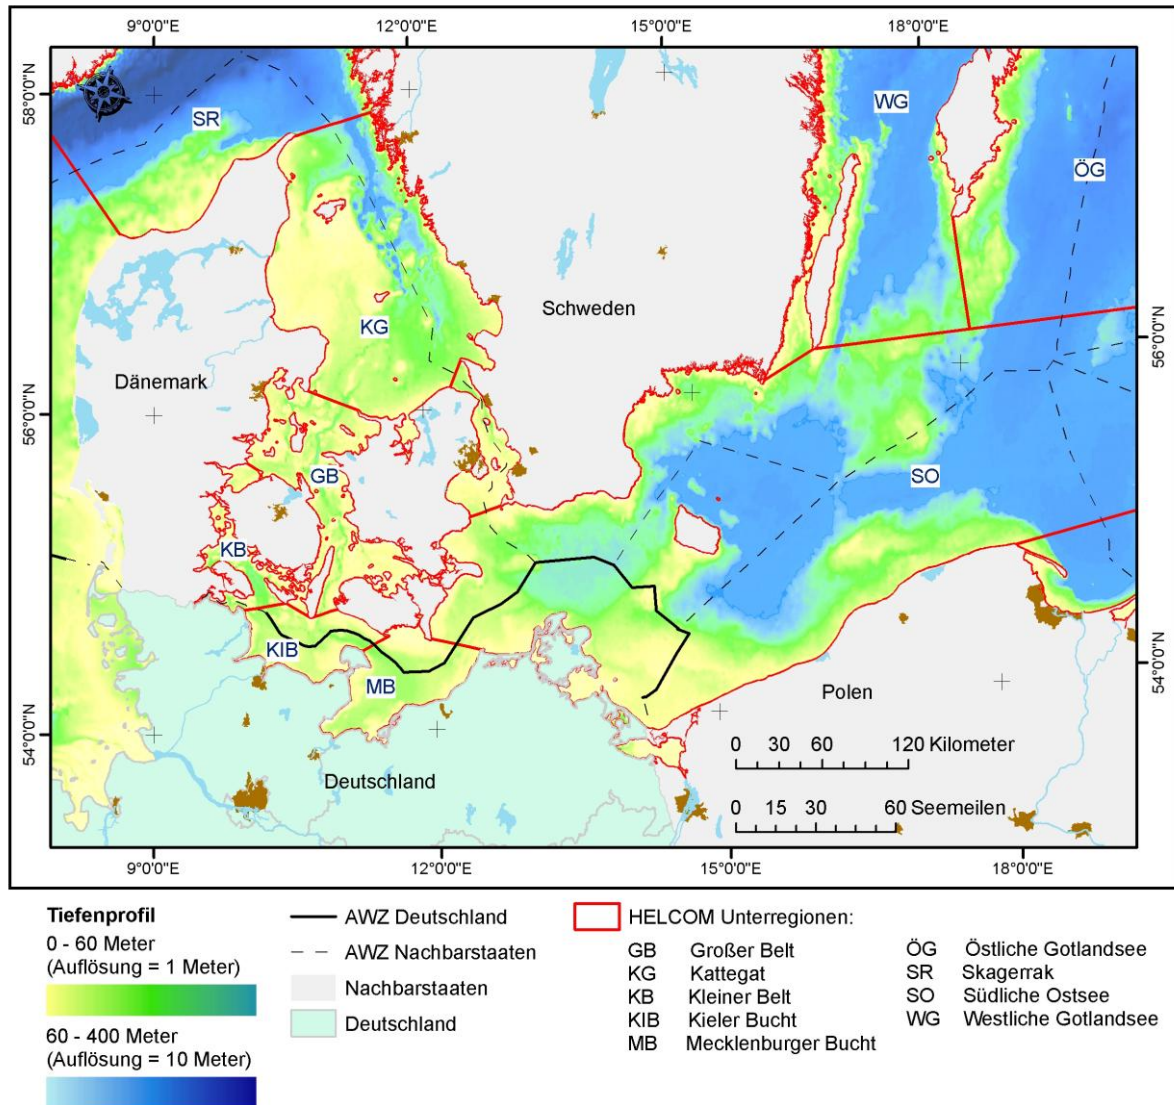 9°0'0"E 12°0'0"E 15°0'0"E 18°0'0"E
58°0'0"N
SR
WG
ÖG
KG
Schweden
Dänemark
56°0'0"N
56°0'0"N
GB
SO
KB
KIB
MB
Polen
54°0'0"N
54°0'0"N
Deutschland
0 30 60 120 Kilometer
0 15 30 60 Seemeilen
9°0'0"E 12°0'0"E 15°0'0"E 18°0'0"E
Tiefenprofil
0 - 60 Meter
(Auflösung = 1 Meter)
60 - 400 Meter
(Auflösung = 10 Meter)
AWZ Deutschland
AWZ Nachbarstaaten
Nachbarstaaten
Deutschland
HELCOM Unterregionen:
GB Großer Belt
KG Kattegat
KB Kleiner Belt
KIB Kieler Bucht
MB Mecklenburger Bucht
ÖG Östliche Gotlandsee
SR Skagerrak
SO Südliche Ostsee
WG Westliche Gotlandsee